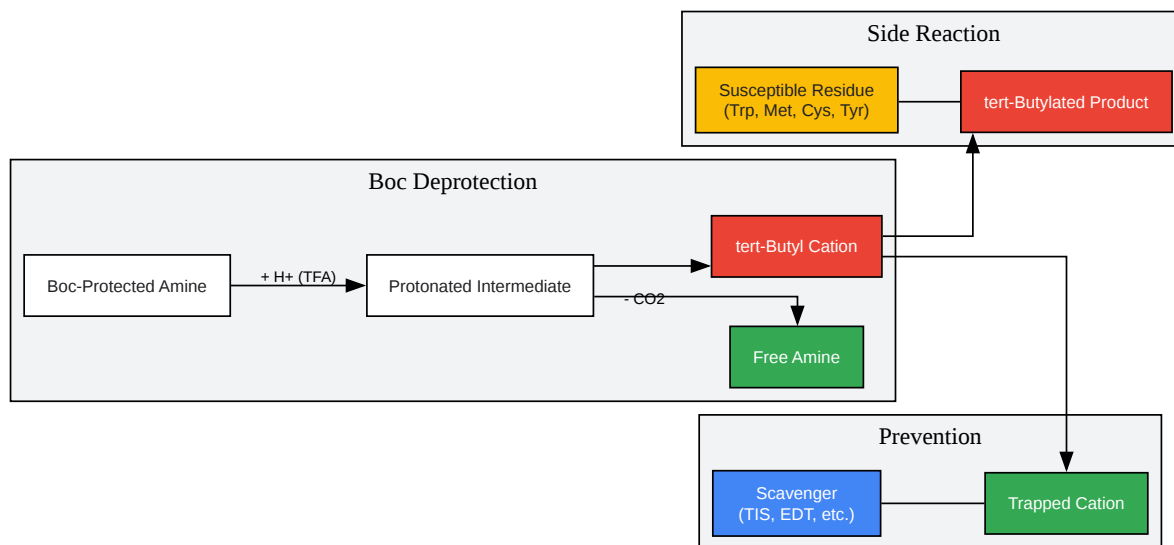 Side Reaction
Susceptible Residue
(Trp, Met, Cys, Tyr)
tert-Butylated Product
Boc Deprotection
tert-Butyl Cation
Boc-Protected Amine
+ H+ (TFA)
Protonated Intermediate
- CO2
Free Amine
Prevention
Scavenger
(TIS, EDT, etc.)
Trapped Cation